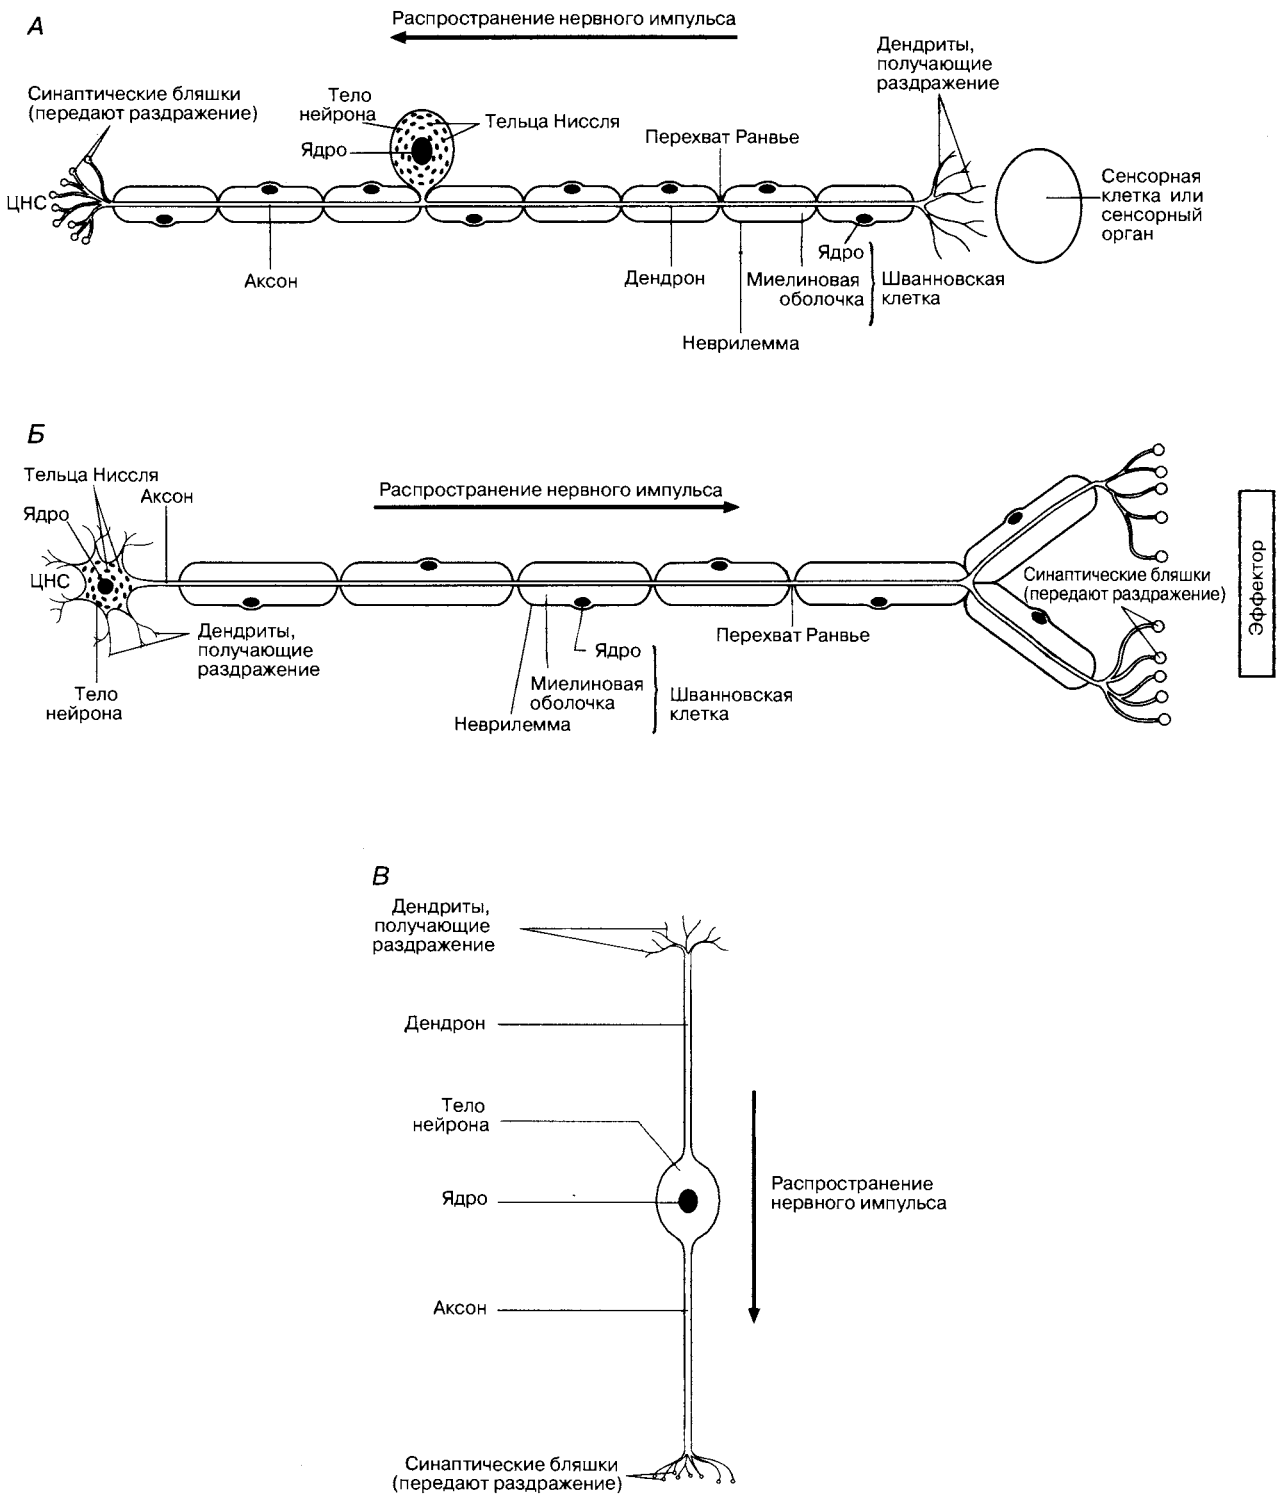 А
Распространение нервного импульса
Дендриты,
получающие
раздражение
Синаптические бляшки
(передают раздражение)
Тело
нейрона
Тельца Ниссля
Ядро
Перехват Ранвье
ЦНС
Сенсорная
клетка или
сенсорный
орган
Аксон
Дендрон
Ядро
Миелиновая
оболочка
Шванновская
клетка
Неврилемма
Б
Тельца Ниссля
Аксон
Распространение нервного импульса
Ядро
ЦНС
Синаптические бляшки
(передают раздражение)
Эффектор
Дендриты,
получающие
раздражение
Перехват Ранвье
Ядро
Тело
нейрона
Миелиновая
оболочка
Шванновская
клетка
Неврилемма
В
Дендриты,
получающие
раздражение
Дендрон
Тело
нейрона
Ядро
Распространение
нервного импульса
Аксон
Синаптические бляшки
(передают раздражение)